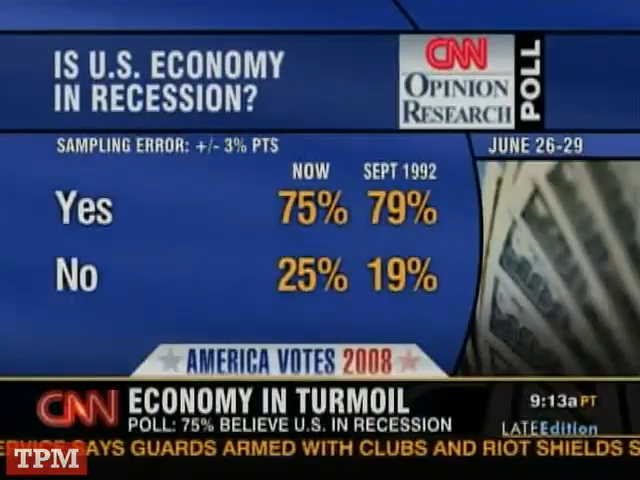 IS U.S. ECONOMY
IN RECESSION?
CNN
OPINION
RESEARCH
POLL
SAMPLING ERROR: +/- 3% PTS
JUNE 26-29
NOW SEPT 1992
Yes 75% 79%
No 25% 19%
AMERICA VOTES 2008
CNN
ECONOMY IN TURMOIL
POLL: 75% BELIEVE U.S. IN RECESSION
9:13a PT
LATE Edition
SAYS GUARDS ARMED WITH CLUBS AND RIOT SHIELDS
TPM